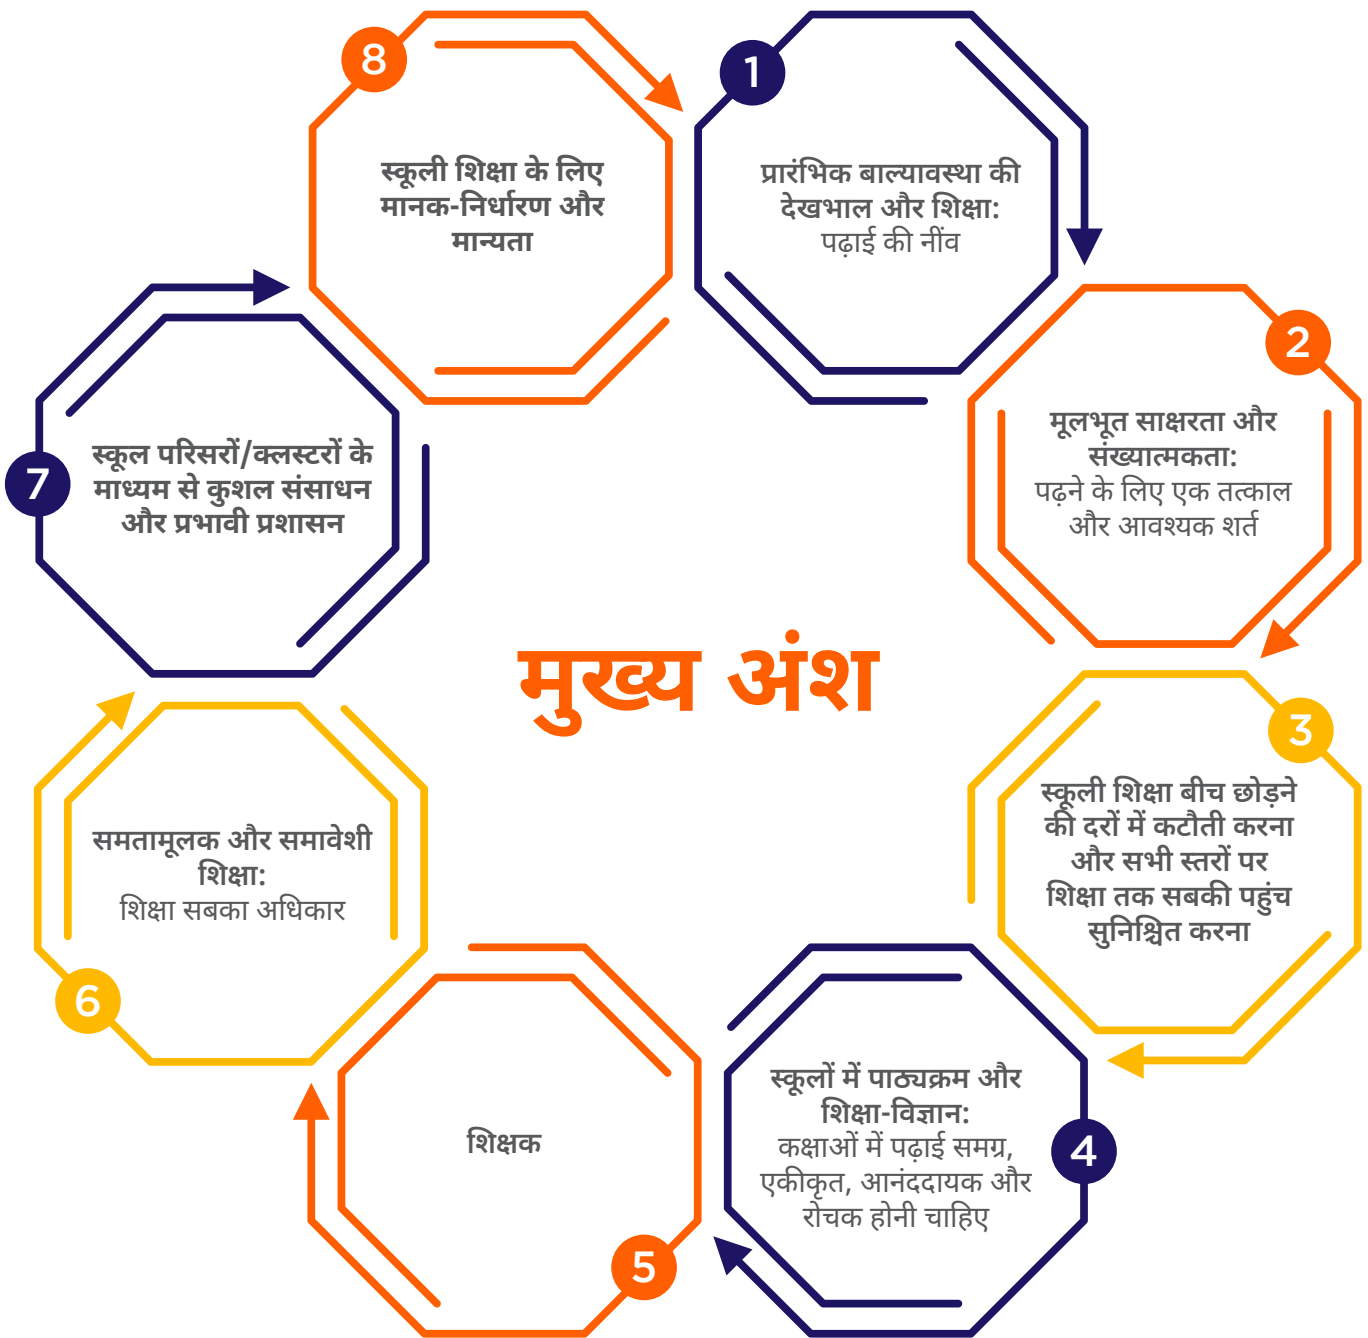 मुख्य अंश
1
प्रारंभिक बाल्यावस्था की
देखभाल और शिक्षा:
पढ़ाई की नींव
2
मूलभूत साक्षरता और
संख्यात्मकता:
पढ़ने के लिए एक तत्काल
और आवश्यक शर्त
3
स्कूली शिक्षा बीच छोड़ने
की दरों में कटौती करना
और सभी स्तरों पर
शिक्षा तक सबकी पहुंच
सुनिश्चित करना
4
स्कूलों में पाठ्यक्रम और
शिक्षा-विज्ञान:
कक्षाओं में पढ़ाई समग्र,
एकीकृत, आनंददायक और
रोचक होनी चाहिए
5
शिक्षक
6
समतामूलक और समावेशी
शिक्षा:
शिक्षा सबका अधिकार
7
स्कूल परिसरों/क्लस्टरों के
माध्यम से कुशल संसाधन
और प्रभावी प्रशासन
8
स्कूली शिक्षा के लिए
मानक-निर्धारण और
मान्यता